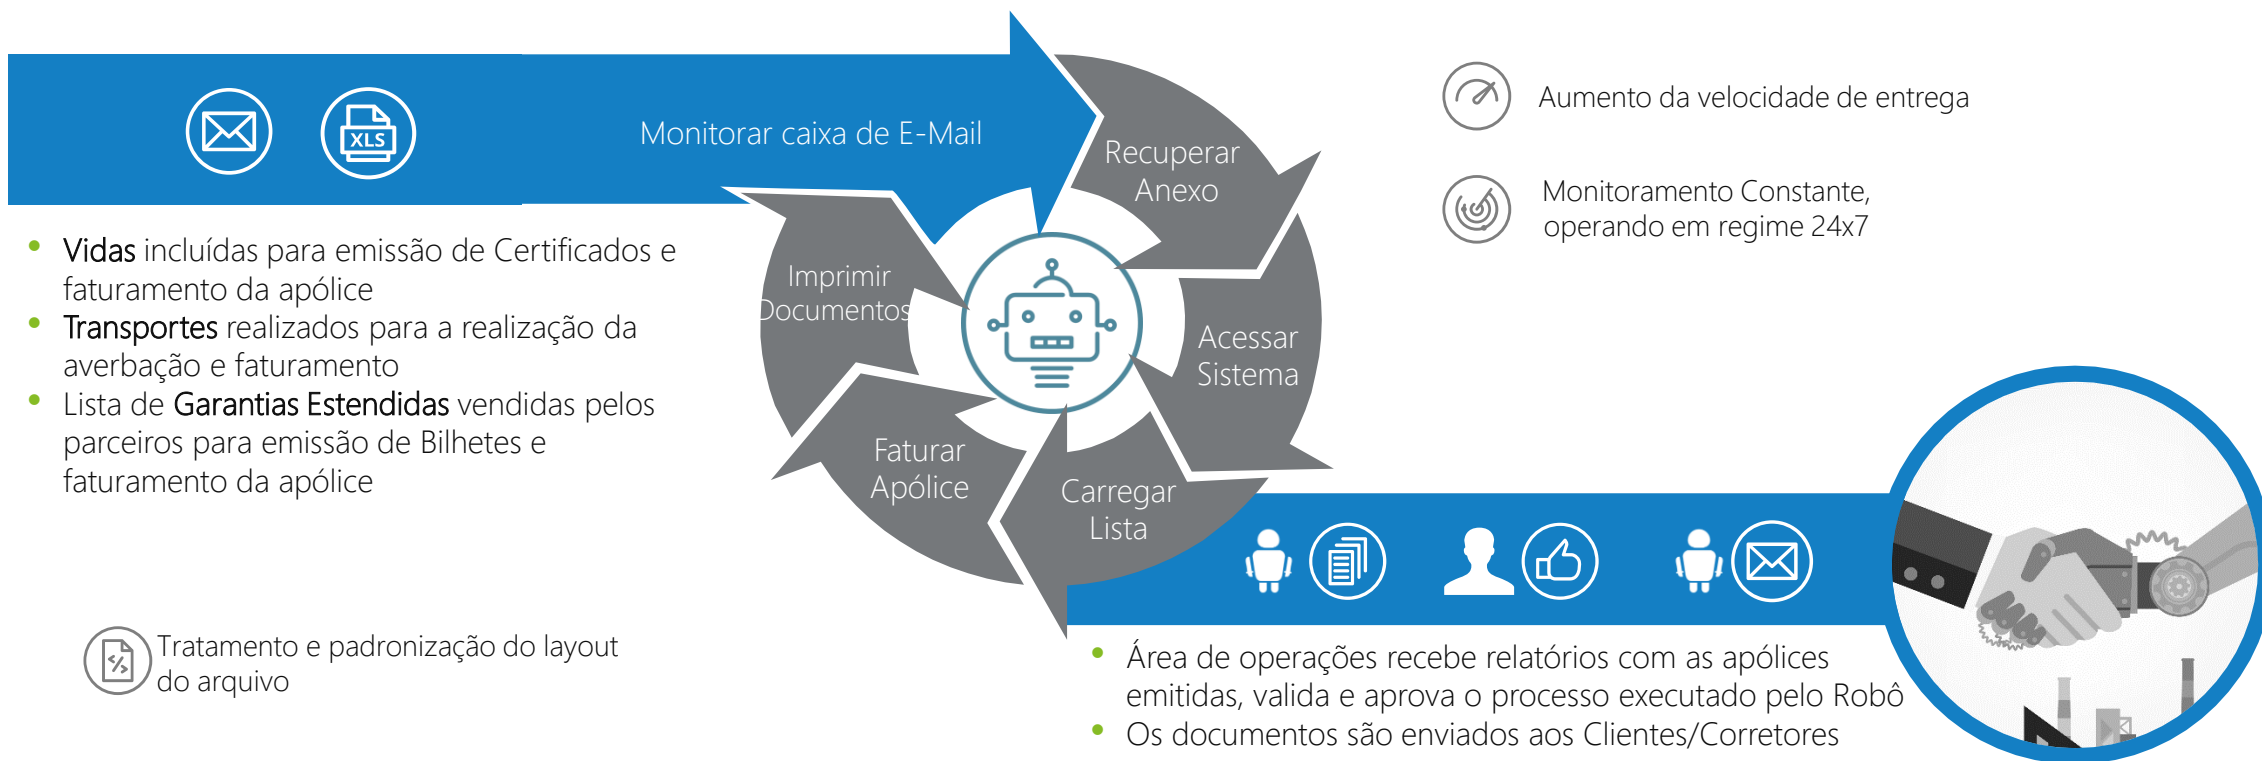 XLS
Monitorar caixa de E-Mail
Recuperar
Anexo
Acessar
Sistema
Carregar
Lista
Faturar
Apólice
Imprimir
Documentos
Aumento da velocidade de entrega
Monitoramento Constante,
operando em regime 24x7
• Vidas incluídas para emissão de Certificados e
faturamento da apólice
• Transportes realizados para a realização da
averbação e faturamento
• Lista de Garantias Estendidas vendidas pelos
parceiros para emissão de Bilhetes e
faturamento da apólice
Tratamento e padronização do layout
do arquivo
• Área de operações recebe relatórios com as apólices
emitidas, valida e aprova o processo executado pelo Robô
• Os documentos são enviados aos Clientes/Corretores